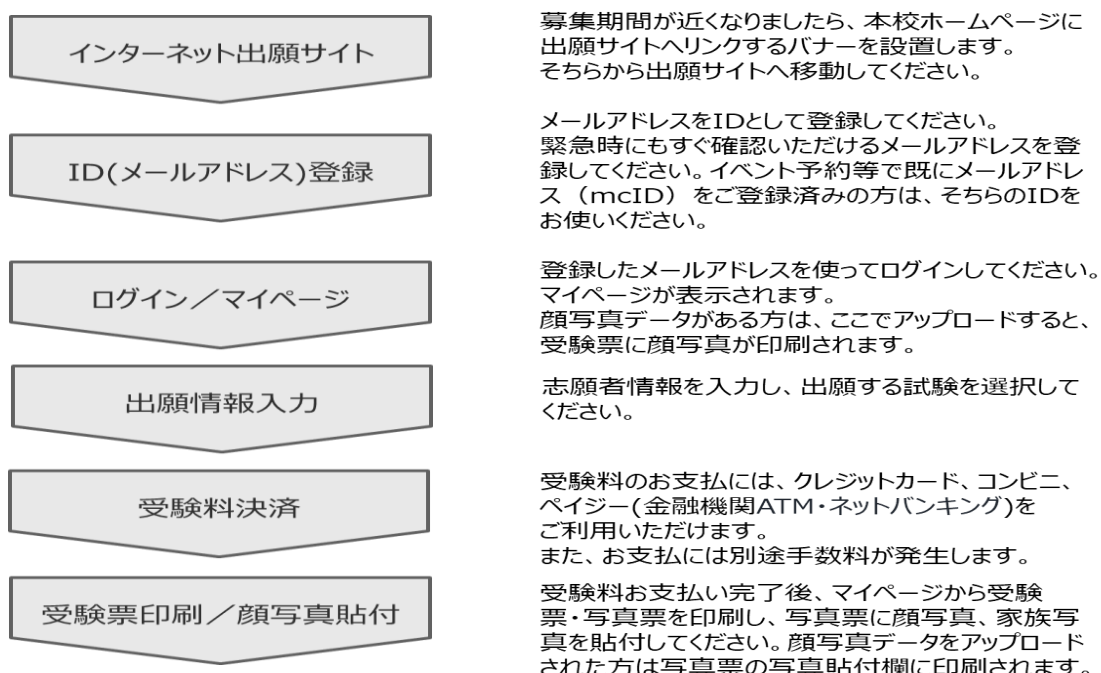 インターネット出願サイト
募集期間が近くなりましたら、本校ホームページに
出願サイトへリンクするバナーを設置します。
そちらから出願サイトへ移動してください。
ID(メールアドレス)登録
メールアドレスをIDとして登録してください。
緊急時にもすぐ確認いただけるメールアドレスを登
録してください。イベント予約等で既にメールアドレ
ス（mcID）をご登録済みの方は、そちらのIDを
お使いください。
ログイン／マイページ
登録したメールアドレスを使ってログインしてください。
マイページが表示されます。
顔写真データがある方は、ここでアップロードすると、
受験票に顔写真が印刷されます。
出願情報入力
志願者情報を入力し、出願する試験を選択して
ください。
受験料決済
受験料のお支払には、クレジットカード、コンビニ、
ペイジー(金融機関ATM・ネットバンキング)を
ご利用いただけます。
また、お支払には別途手数料が発生します。
受験票印刷／顔写真貼付
受験料お支払い完了後、マイページから受験
票・写真票を印刷し、写真票に顔写真、家族写
真を貼付してください。顔写真データをアップロード
された方は写真票の写真貼付欄に印刷されます。